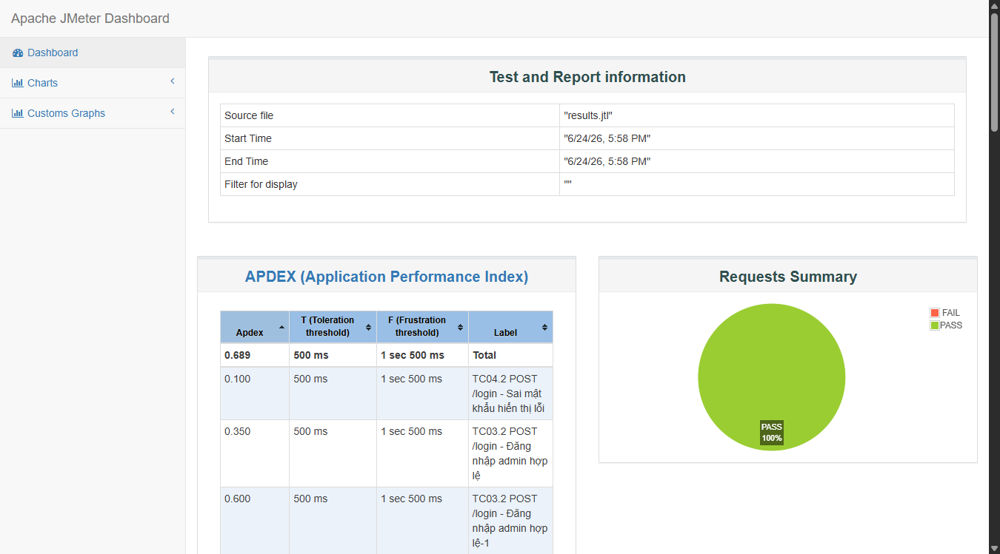 Apache JMeter Dashboard
Dashboard
Charts
Customs Graphs
Test and Report information
Source file "results.jtl"
Start Time "6/24/26, 5:58 PM"
End Time "6/24/26, 5:58 PM"
Filter for display ""
APDEX (Application Performance Index)
Apdex T (Toleration threshold) F (Frustration threshold) Label
0.689 500 ms 1 sec 500 ms Total
0.100 500 ms 1 sec 500 ms TC04.2 POST
/login - Sai mật
khẩu hiển thị lỗi
0.350 500 ms 1 sec 500 ms TC03.2 POST
/login - Đăng
nhập admin hợp
lệ
0.600 500 ms 1 sec 500 ms TC03.2 POST
/login - Đăng
nhập admin hợp
lệ-1
Requests Summary
FAIL
PASS
PASS
100%